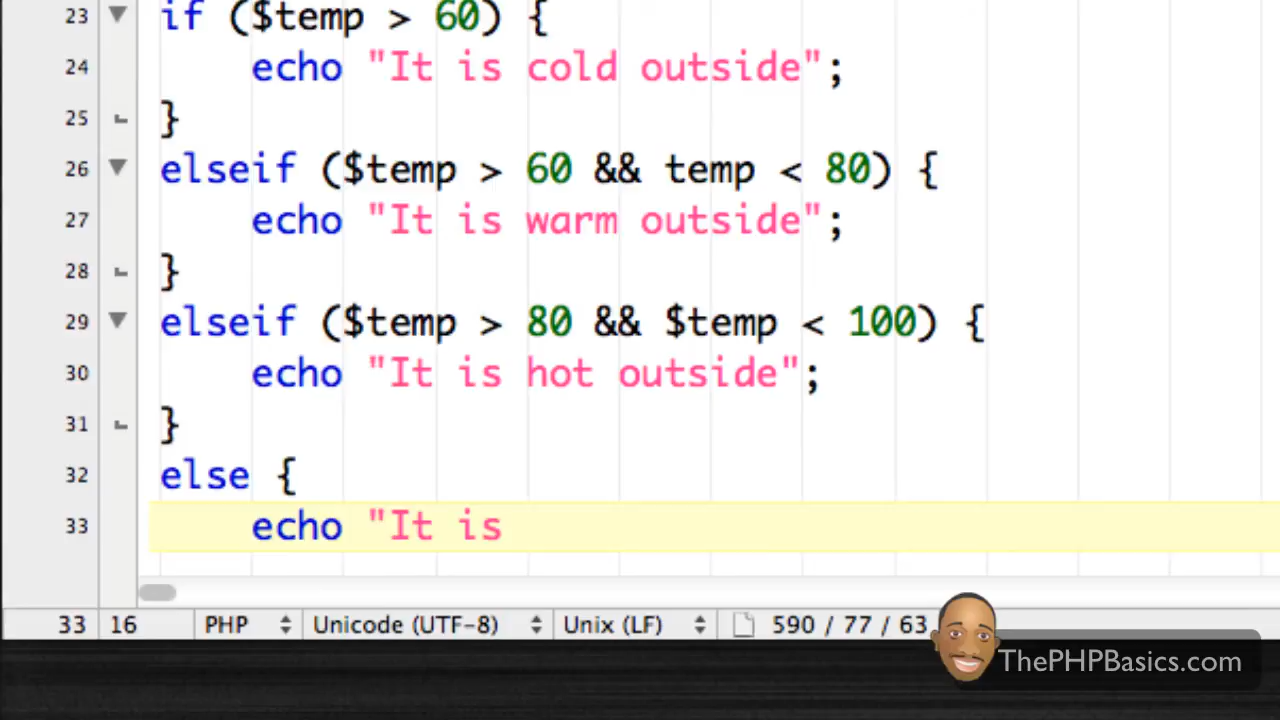 23 if ($temp > 60) {
24 echo "It is cold outside";
25 }
26 elseif ($temp > 60 && temp < 80) {
27 echo "It is warm outside";
28 }
29 elseif ($temp > 80 && $temp < 100) {
30 echo "It is hot outside";
31 }
32 else {
33 echo "It is
33 16 PHP Unicode (UTF-8) Unix (LF) 590 / 77 / 63
ThePHPBasics.com